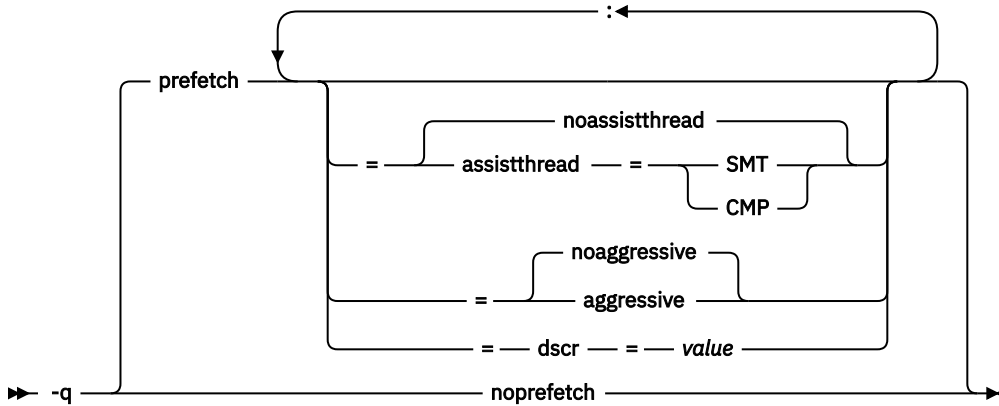 :
prefetch
noassistthread
= assistthread = SMT
CMP
noaggressive
= aggressive
= dscr = value
-q noprefetch